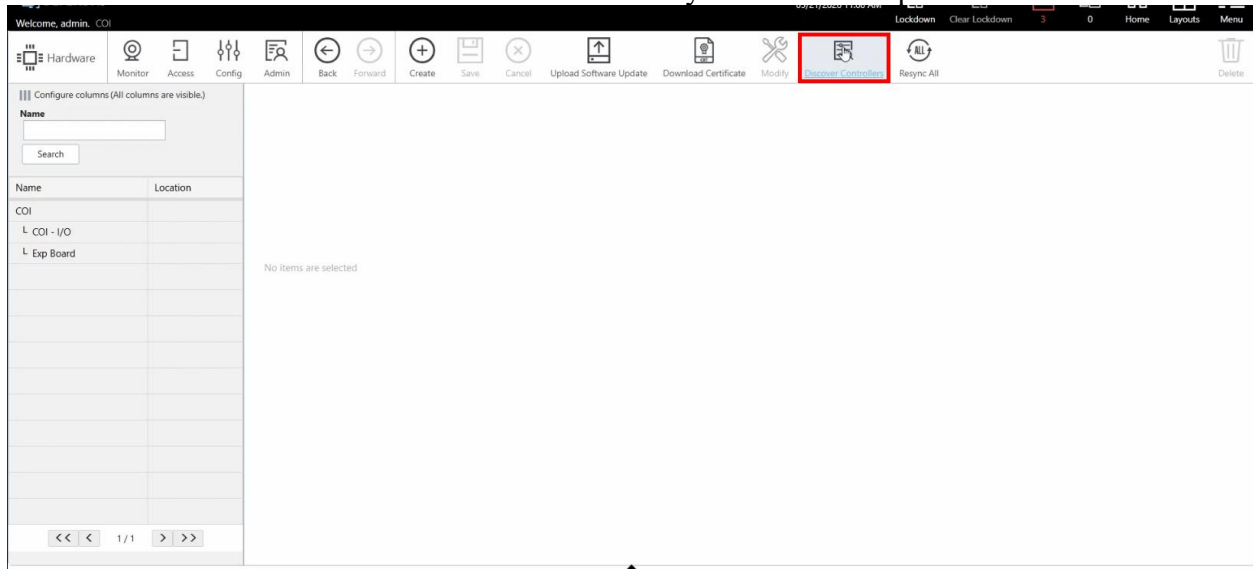 Welcome, admin. COI
Lockdown Clear Lockdown 3 0 Home Layouts Menu
Hardware Monitor Access Config Admin Back Forward Create Save Cancel Upload Software Update Download Certificate Modify Discover Controllers Resync All Delete
Configure columns (All columns are visible.)
Name
Search
Name Location
COI
└ COI - I/O
└ Exp Board
No items are selected
<< < 1 / 1 > >>